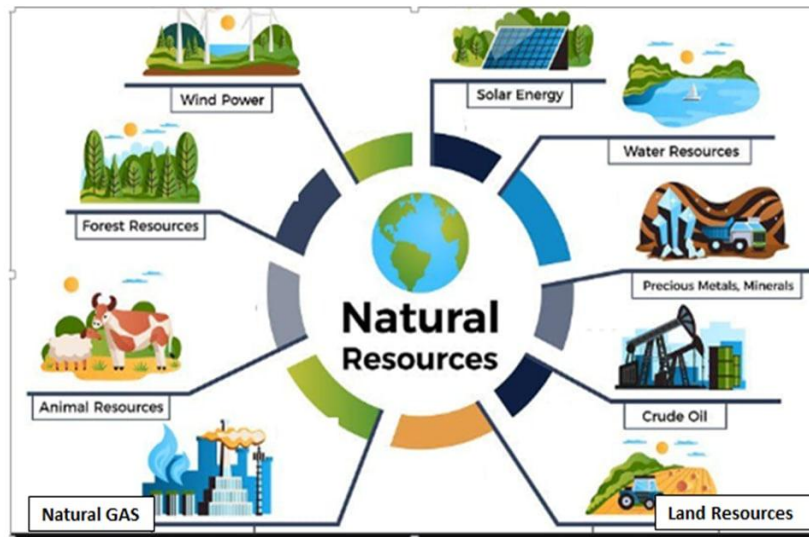 Wind Power
Solar Energy
Water Resources
Forest Resources
Precious Metals, Minerals
Natural
Resources
Animal Resources
Crude Oil
Natural GAS
Land Resources